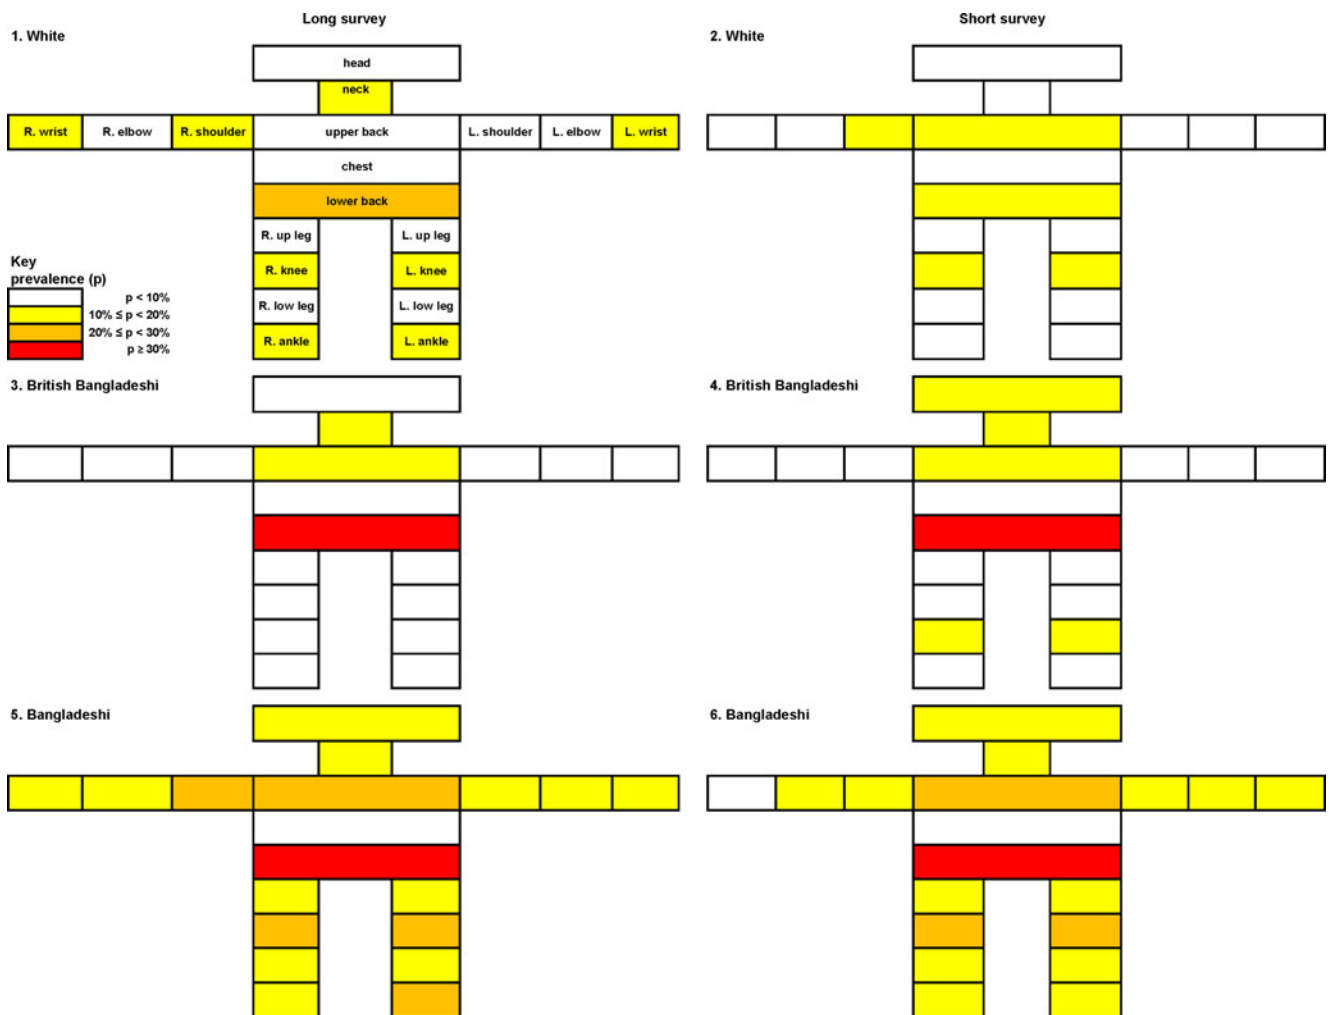 Long survey
Short survey
1. White
2. White
head
neck
R. wrist R. elbow R. shoulder upper back L. shoulder L. elbow L. wrist
chest
lower back
R. up leg L. up leg
R. knee L. knee
R. low leg L. low leg
R. ankle L. ankle
Key
prevalence (p)
p < 10%
10% ≤ p < 20%
20% ≤ p < 30%
p ≥ 30%
3. British Bangladeshi
4. British Bangladeshi
5. Bangladeshi
6. Bangladeshi